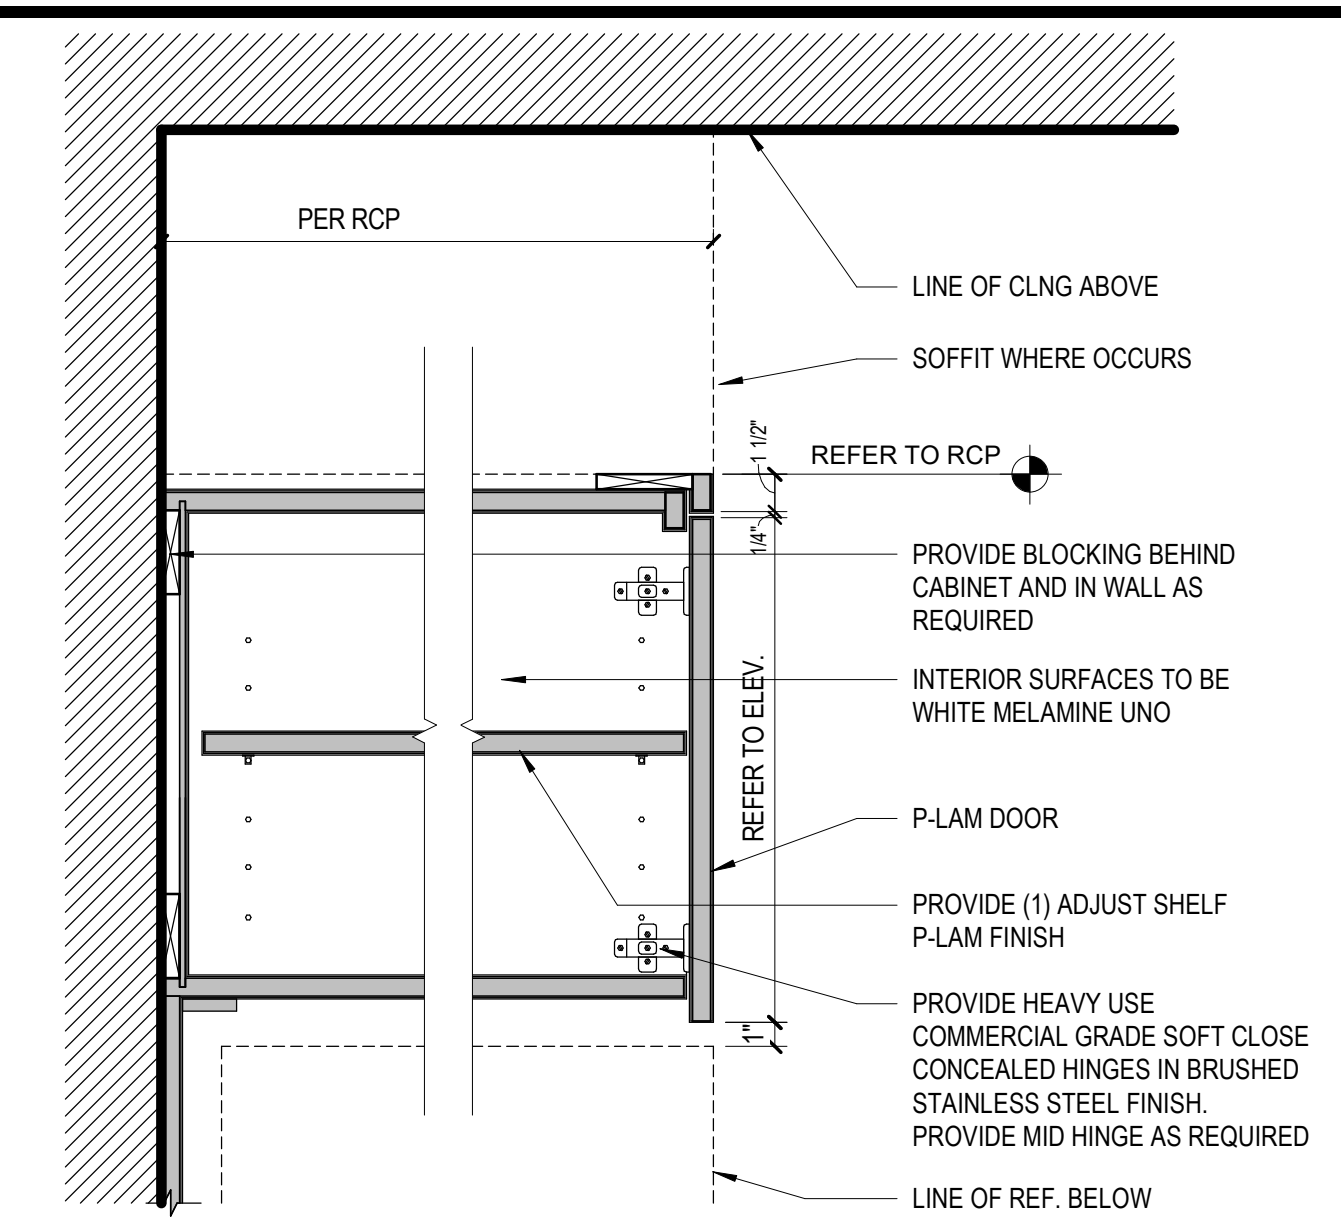 PER RCP
LINE OF CLNG ABOVE
SOFFIT WHERE OCCURS
1 1/2"
REFER TO RCP
1/4"
PROVIDE BLOCKING BEHIND
CABINET AND IN WALL AS
REQUIRED
REFER TO ELEV.
INTERIOR SURFACES TO BE
WHITE MELAMINE UNO
P-LAM DOOR
PROVIDE (1) ADJUST SHELF
P-LAM FINISH
PROVIDE HEAVY USE
COMMERCIAL GRADE SOFT CLOSE
CONCEALED HINGES IN BRUSHED
STAINLESS STEEL FINISH.
PROVIDE MID HINGE AS REQUIRED
1"
LINE OF REF. BELOW